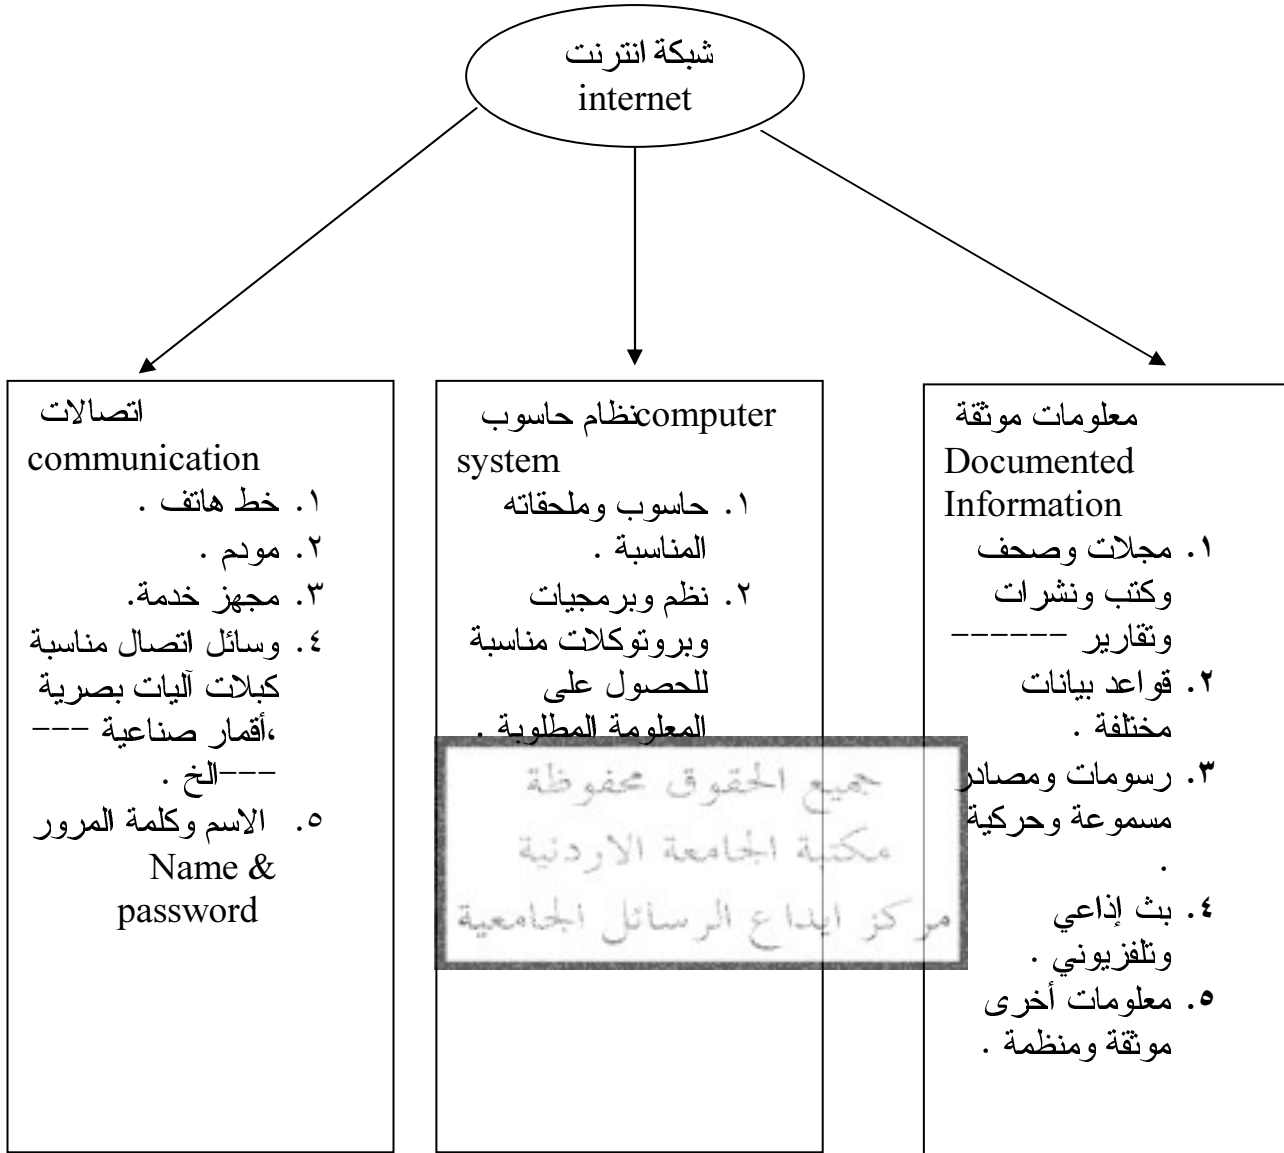 شبكة انترنت
internet
معلومات موثقة
Documented
Information
١. مجلات وصحف
وكتب ونشرات
وتقارير ------
٢. قواعد بيانات
مختلفة .
٣. رسومات ومصادر
مسموعة وحركية
.
٤. بث إذاعي
وتلفزيوني .
٥. معلومات أخرى
موثقة ومنظمة .
نظام حاسوب computer
system
١. حاسوب وملحقاته
المناسبة .
٢. نظم وبرمجيات
وبروتوكلات مناسبة
للحصول على
المعلومة المطلوبة .
اتصالات
communication
١. خط هاتف .
٢. مودم .
٣. مجهز خدمة.
٤. وسائل اتصال مناسبة
كبلات آليات بصرية
،أقمار صناعية ---
---الخ .
٥. الاسم وكلمة المرور
Name &
password
جميع الحقوق محفوظة
مكتبة الجامعة الاردنية
مركز ايداع الرسائل الجامعية